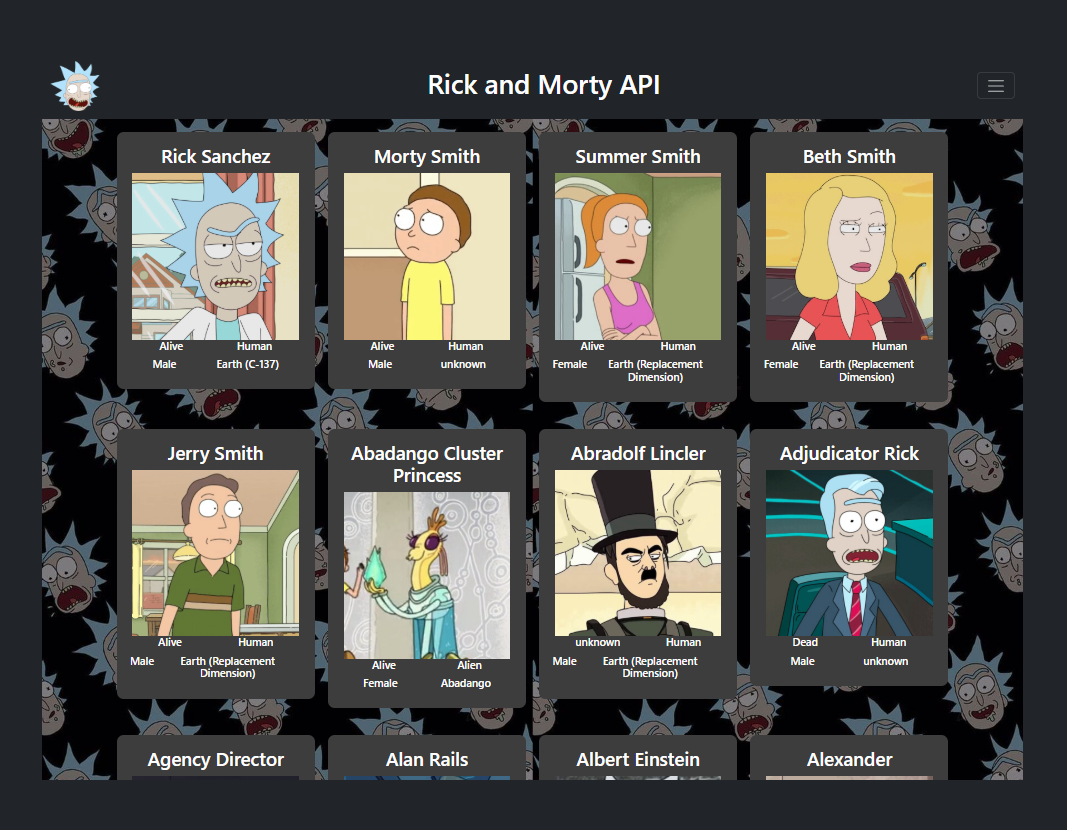 Rick and Morty API
Rick Sanchez
Alive Human
Male Earth (C-137)
Morty Smith
Alive Human
Male unknown
Summer Smith
Alive Human
Female Earth (Replacement
Dimension)
Beth Smith
Alive Human
Female Earth (Replacement
Dimension)
Jerry Smith
Alive Human
Male Earth (Replacement
Dimension)
Abadango Cluster
Princess
Alive Alien
Female Abadango
Abradolf Lincler
unknown Human
Male Earth (Replacement
Dimension)
Adjudicator Rick
Dead Human
Male unknown
Agency Director
Alan Rails
Albert Einstein
Alexander